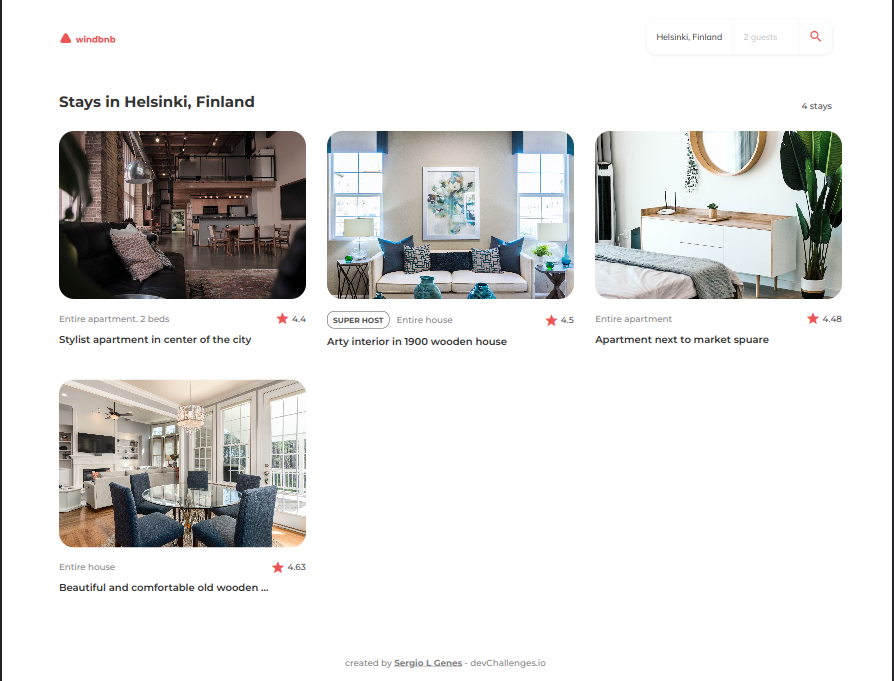 windbnb
Helsinki, Finland
2 guests
Stays in Helsinki, Finland
4 stays
Entire apartment. 2 beds
4.4
Stylist apartment in center of the city
SUPER HOST
Entire house
4.5
Arty interior in 1900 wooden house
Entire apartment
4.48
Apartment next to market spuare
Entire house
4.63
Beautiful and comfortable old wooden ...
created by Sergio L Genes - devChallenges.io